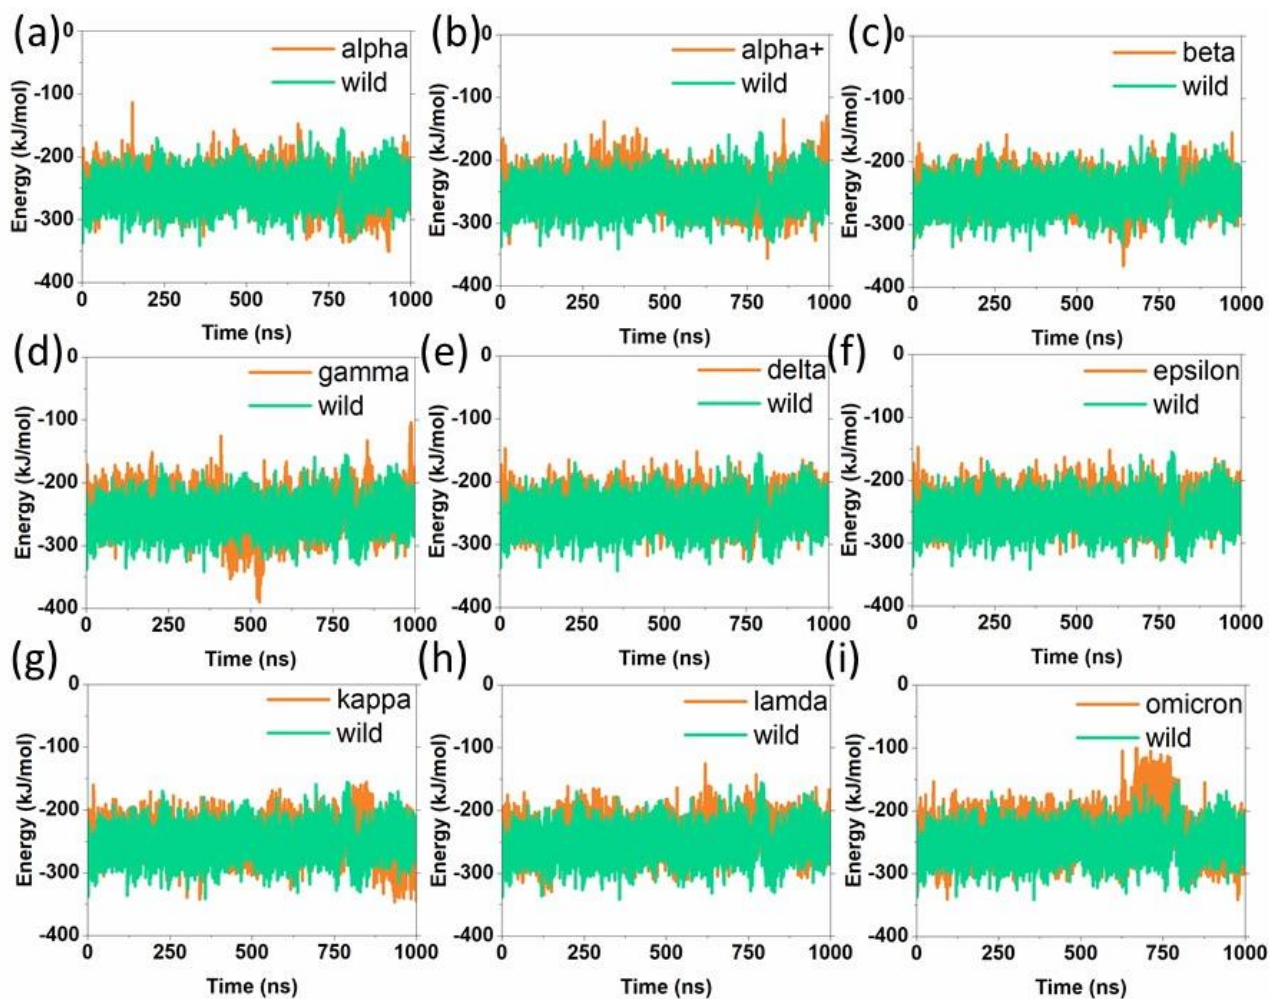 (a)
alpha
wild
0
-100
-200
-300
-400
Energy (kJ/mol)
0 250 500 750 1000
Time (ns)
(b)
alpha+
wild
0
-100
-200
-300
-400
Energy (kJ/mol)
0 250 500 750 1000
Time (ns)
(c)
beta
wild
0
-100
-200
-300
-400
Energy (kJ/mol)
0 250 500 750 1000
Time (ns)
(d)
gamma
wild
0
-100
-200
-300
-400
Energy (kJ/mol)
0 250 500 750 1000
Time (ns)
(e)
delta
wild
0
-100
-200
-300
-400
Energy (kJ/mol)
0 250 500 750 1000
Time (ns)
(f)
epsilon
wild
0
-100
-200
-300
-400
Energy (kJ/mol)
0 250 500 750 1000
Time (ns)
(g)
kappa
wild
0
-100
-200
-300
-400
Energy (kJ/mol)
0 250 500 750 1000
Time (ns)
(h)
lamda
wild
0
-100
-200
-300
-400
Energy (kJ/mol)
0 250 500 750 1000
Time (ns)
(i)
omicron
wild
0
-100
-200
-300
-400
Energy (kJ/mol)
0 250 500 750 1000
Time (ns)